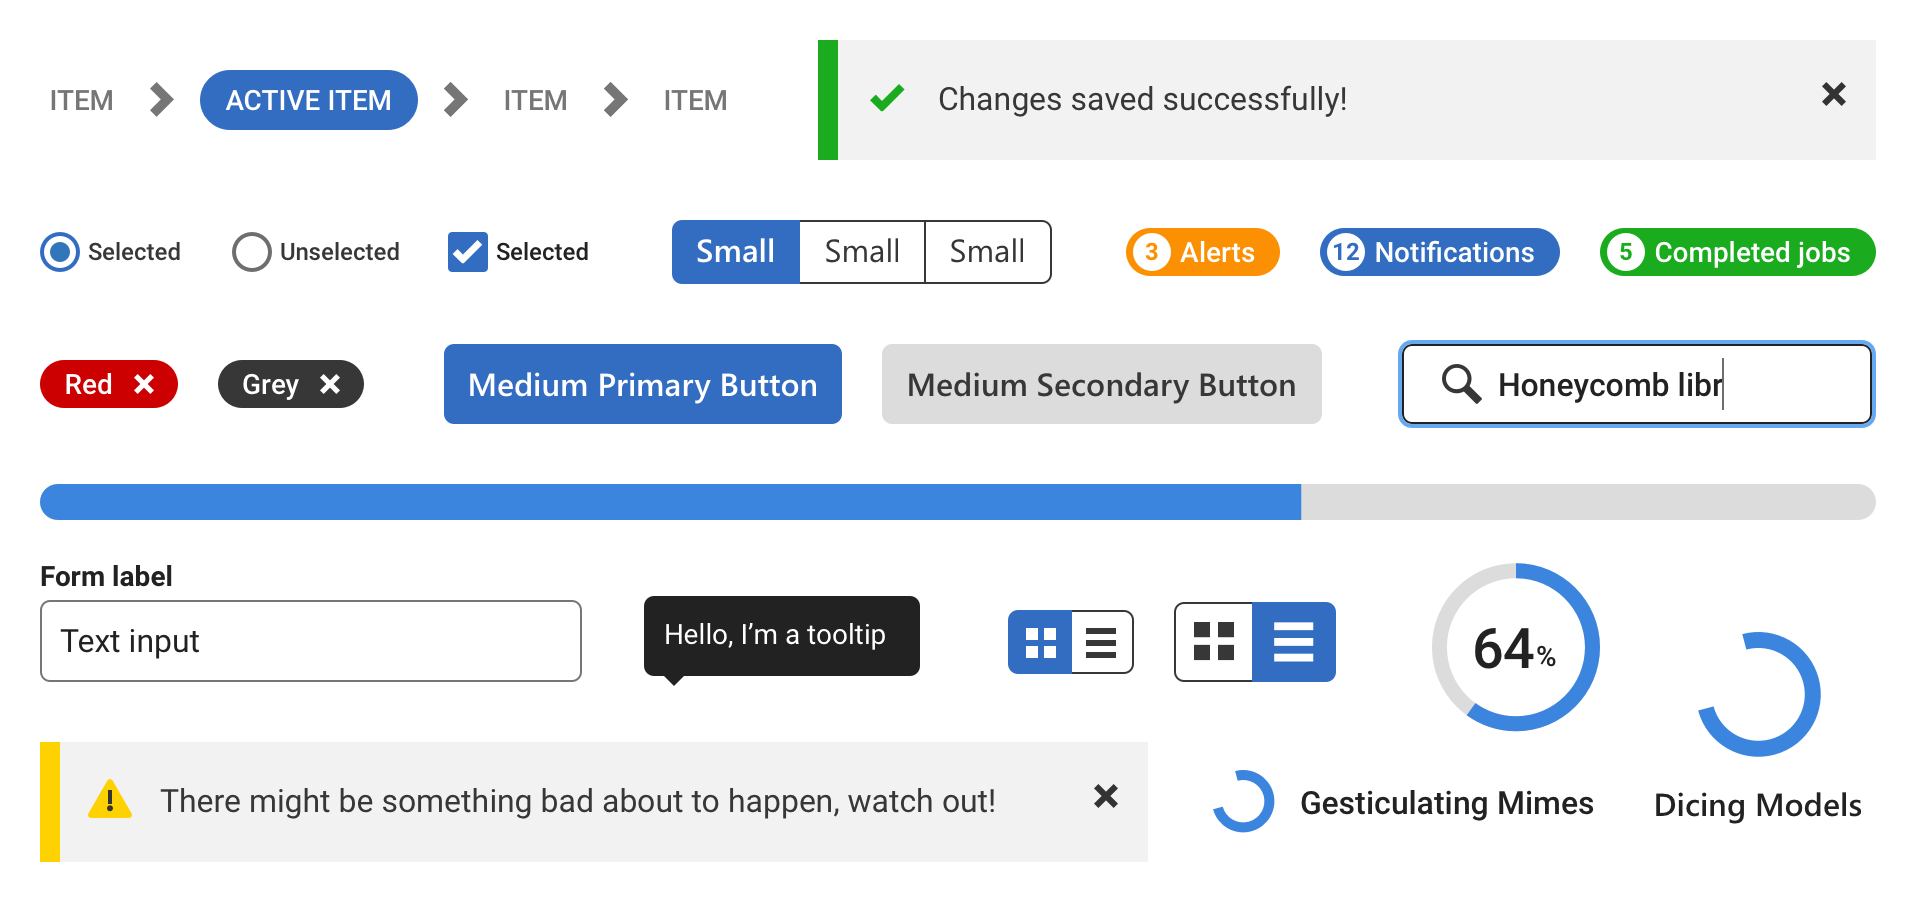 ITEM ACTIVE ITEM ITEM ITEM
Changes saved successfully!
Selected Unselected Selected
Small Small Small
3 Alerts 12 Notifications 5 Completed jobs
Red Grey
Medium Primary Button Medium Secondary Button
Honeycomb libr
Form label
Text input
Hello, I’m a tooltip
64%
There might be something bad about to happen, watch out!
Gesticulating Mimes
Dicing Models